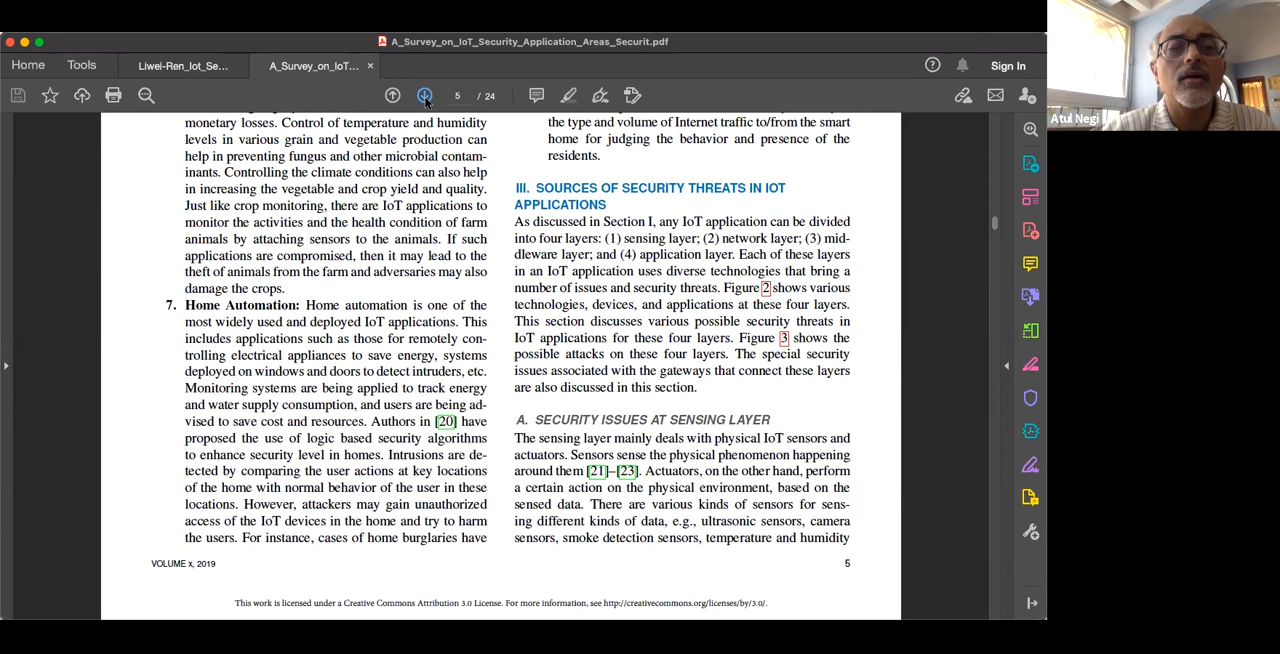 A_Survey_on_IoT_Security_Application_Areas_Securit.pdf
Home
Tools
Liwei-Ren_Iot_Se...
A_Survey_on_IoT... ×
Sign In
5 / 24
Atul Negi
monetary losses. Control of temperature and humidity
levels in various grain and vegetable production can
help in preventing fungus and other microbial contam-
inants. Controlling the climate conditions can also help
in increasing the vegetable and crop yield and quality.
Just like crop monitoring, there are IoT applications to
monitor the activities and the health condition of farm
animals by attaching sensors to the animals. If such
applications are compromised, then it may lead to the
theft of animals from the farm and adversaries may also
damage the crops.
7. Home Automation: Home automation is one of the
most widely used and deployed IoT applications. This
includes applications such as those for remotely con-
trolling electrical appliances to save energy, systems
deployed on windows and doors to detect intruders, etc.
Monitoring systems are being applied to track energy
and water supply consumption, and users are being ad-
vised to save cost and resources. Authors in [20] have
proposed the use of logic based security algorithms
to enhance security level in homes. Intrusions are de-
tected by comparing the user actions at key locations
of the home with normal behavior of the user in these
locations. However, attackers may gain unauthorized
access of the IoT devices in the home and try to harm
the users. For instance, cases of home burglaries have
the type and volume of Internet traffic to/from the smart
home for judging the behavior and presence of the
residents.
III. SOURCES OF SECURITY THREATS IN IOT
APPLICATIONS
As discussed in Section I, any IoT application can be divided
into four layers: (1) sensing layer; (2) network layer; (3) mid-
dleware layer; and (4) application layer. Each of these layers
in an IoT application uses diverse technologies that bring a
number of issues and security threats. Figure 2 shows various
technologies, devices, and applications at these four layers.
This section discusses various possible security threats in
IoT applications for these four layers. Figure 3 shows the
possible attacks on these four layers. The special security
issues associated with the gateways that connect these layers
are also discussed in this section.
A. SECURITY ISSUES AT SENSING LAYER
The sensing layer mainly deals with physical IoT sensors and
actuators. Sensors sense the physical phenomenon happening
around them [21]–[23]. Actuators, on the other hand, perform
a certain action on the physical environment, based on the
sensed data. There are various kinds of sensors for sens-
ing different kinds of data, e.g., ultrasonic sensors, camera
sensors, smoke detection sensors, temperature and humidity
VOLUME x, 2019
5
This work is licensed under a Creative Commons Attribution 3.0 License. For more information, see http://creativecommons.org/licenses/by/3.0/.